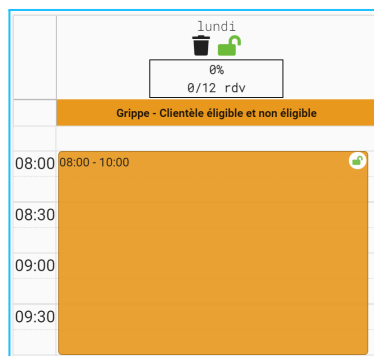 lundi
0%
0/12 rdv
Grippe - Clientèle éligible et non éligible
08:00 08:00 - 10:00
08:30
09:00
09:30